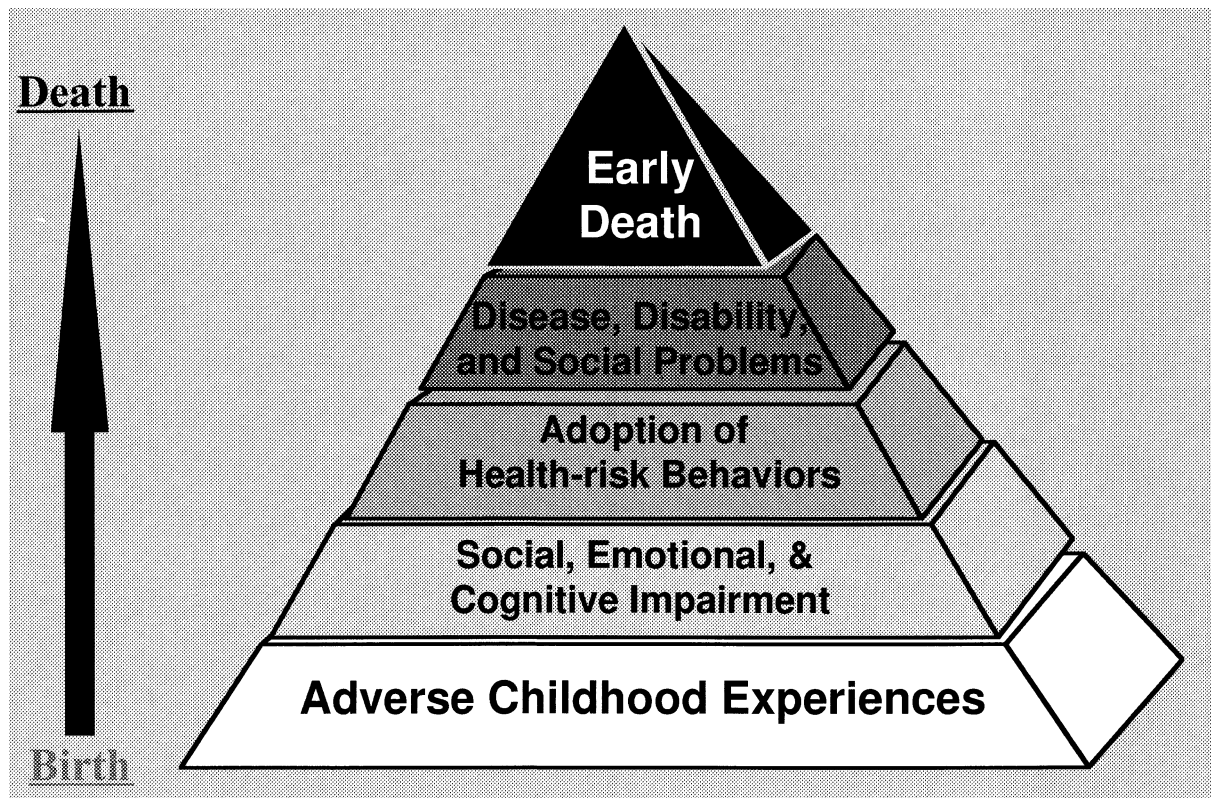 Death
Early
Death
Disease, Disability,
and Social Problems
Adoption of
Health-risk Behaviors
Social, Emotional, &
Cognitive Impairment
Adverse Childhood Experiences
Birth